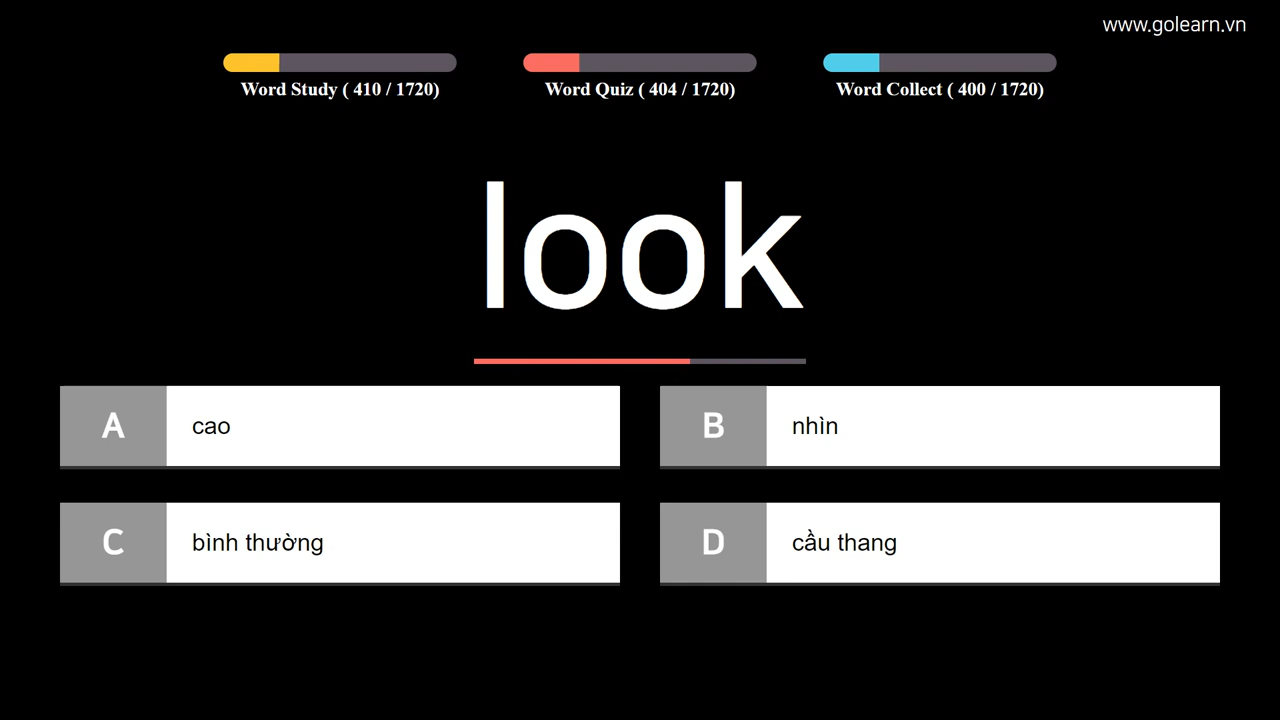 www.golearn.vn
Word Study ( 410 / 1720)
Word Quiz ( 404 / 1720)
Word Collect ( 400 / 1720)
look
A cao
B nhìn
C bình thường
D cầu thang